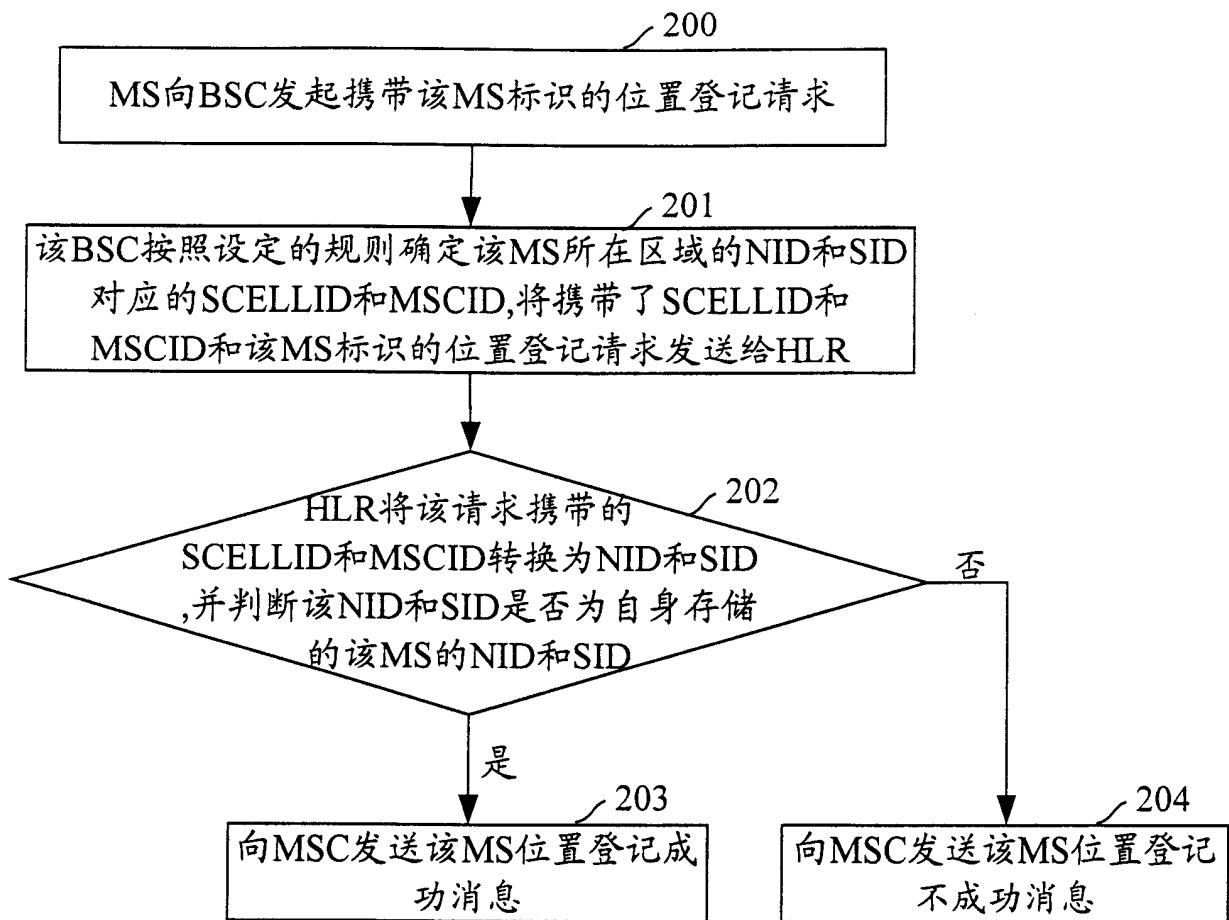 200
MS向BSC发起携带该MS标识的位置登记请求
201
该BSC按照设定的规则确定该MS所在区域的NID和SID
对应的SCELLID和MSCID,将携带了SCELLID和
MSCID和该MS标识的位置登记请求发送给HLR
202
HLR将该请求携带的
SCELLID和MSCID转换为NID和SID
,并判断该NID和SID是否为自身存储
的该MS的NID和SID
否
是
203
向MSC发送该MS位置登记成
功消息
204
向MSC发送该MS位置登记
不成功消息